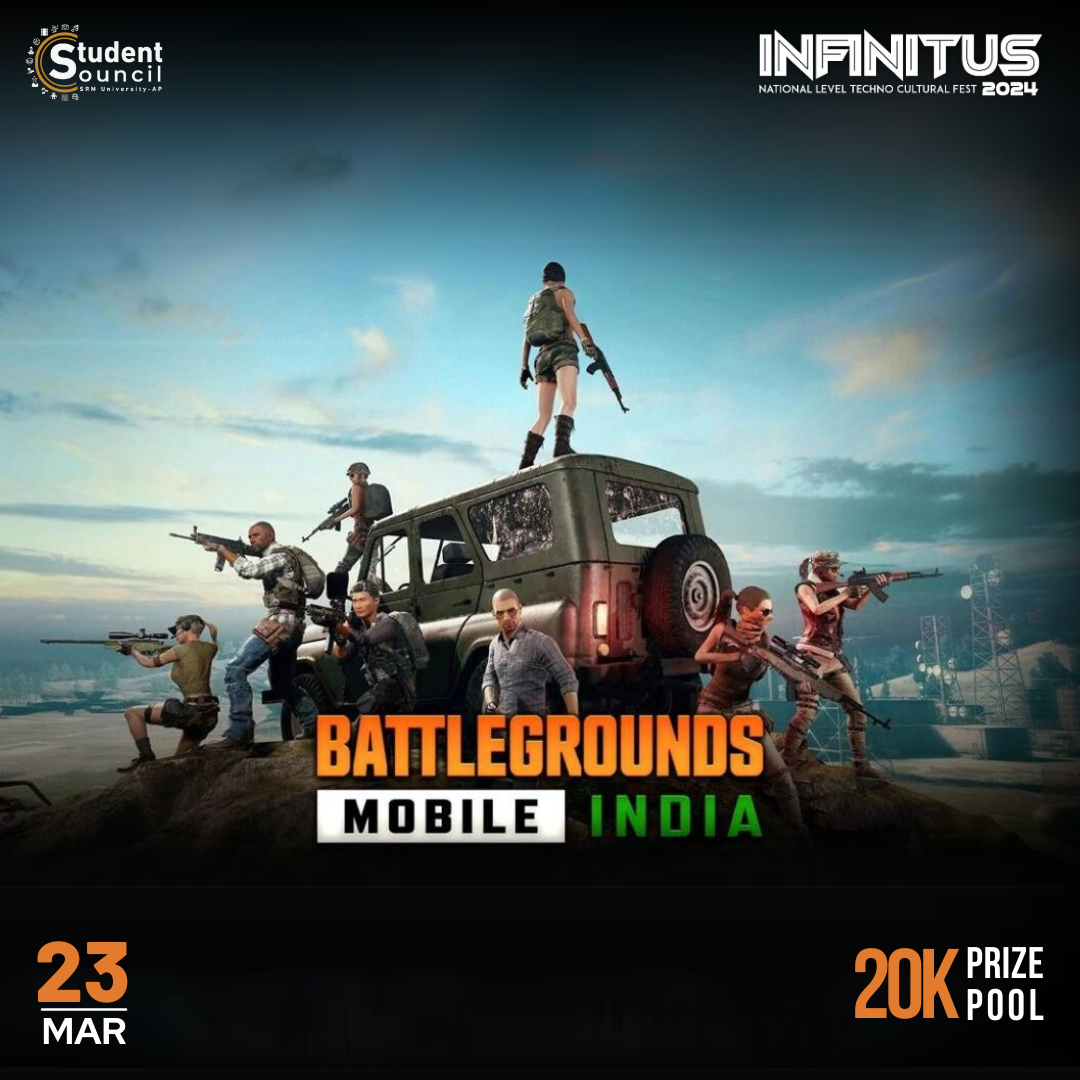 Student
Council
SRM University-AP
INFINITUS
NATIONAL LEVEL TECHNO CULTURAL FEST 2024
BATTLEGROUNDS
MOBILE INDIA
23
MAR
20K PRIZE
POOL